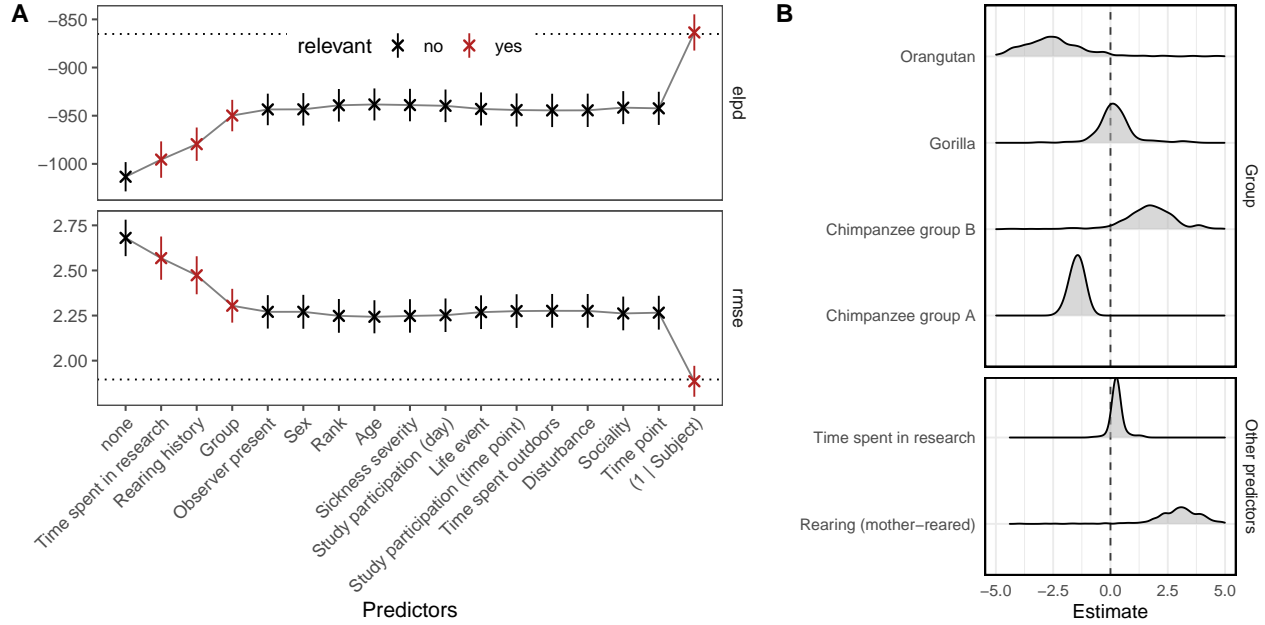 A
−850
−900
−950
−1000
relevant no yes
elpd
2.75
2.50
2.25
2.00
rmse
none
Time spent in research
Rearing history
Group
Observer present
Sex
Rank
Age
Sickness severity
Study participation (day)
Life event
Study participation (time point)
Time spent outdoors
Disturbance
Sociality
Time point
(1 | Subject)
Predictors
B
Orangutan
Gorilla
Chimpanzee group B
Chimpanzee group A
Group
Time spent in research
Rearing (mother−reared)
Other predictors
−5.0 −2.5 0.0 2.5 5.0
Estimate